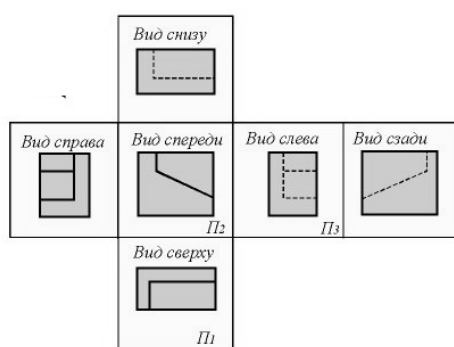 Вид снизу
Вид справа
Вид спереди
Вид слева
Вид сзади
П2
П3
Вид сверху
П1